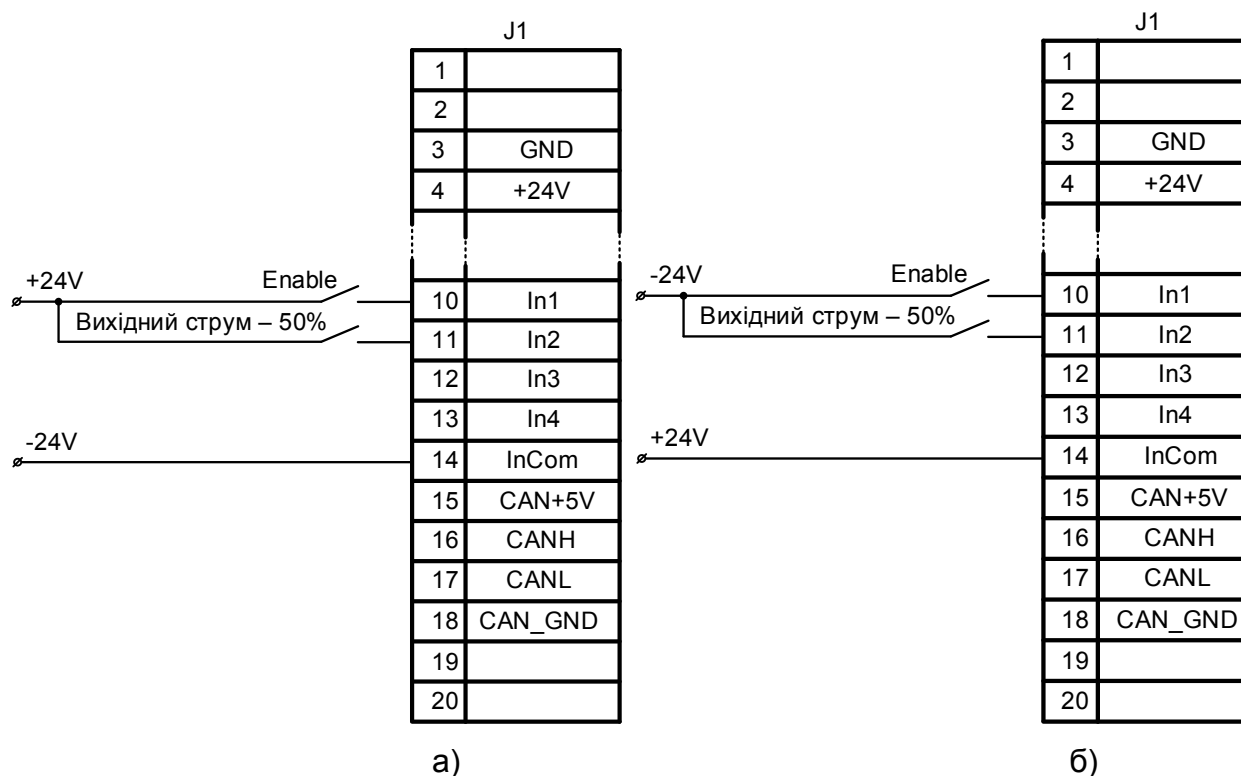 J1
1
2
3 GND
4 +24V
+24V Enable
10 In1
Вихідний струм – 50%
11 In2
12 In3
13 In4
-24V
14 InCom
15 CAN+5V
16 CANH
17 CANL
18 CAN_GND
19
20
а)
J1
1
2
3 GND
4 +24V
-24V Enable
10 In1
Вихідний струм – 50%
11 In2
12 In3
13 In4
+24V
14 InCom
15 CAN+5V
16 CANH
17 CANL
18 CAN_GND
19
20
б)